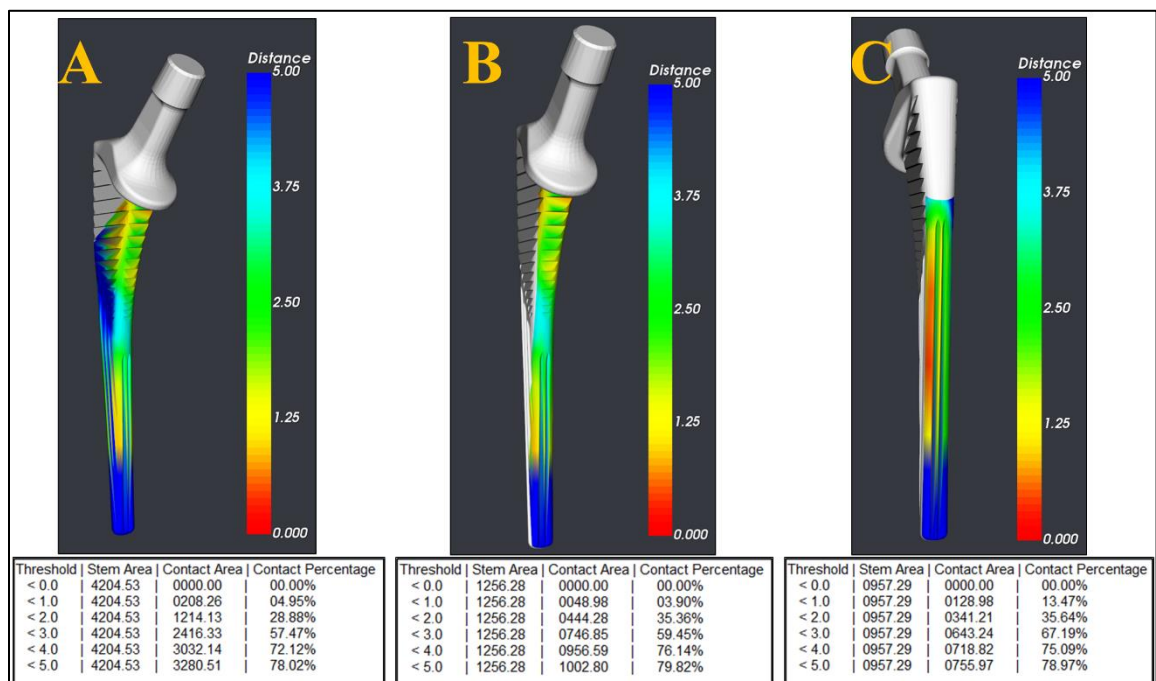 A
Distance
5.00
3.75
2.50
1.25
0.000
B
Distance
5.00
3.75
2.50
1.25
0.000
C
Distance
5.00
3.75
2.50
1.25
0.000
Threshold | Stem Area | Contact Area | Contact Percentage
< 0.0 | 4204.53 | 0000.00 | 00.00%
< 1.0 | 4204.53 | 0208.26 | 04.95%
< 2.0 | 4204.53 | 1214.13 | 28.88%
< 3.0 | 4204.53 | 2416.33 | 57.47%
< 4.0 | 4204.53 | 3032.14 | 72.12%
< 5.0 | 4204.53 | 3280.51 | 78.02%
Threshold | Stem Area | Contact Area | Contact Percentage
< 0.0 | 1256.28 | 0000.00 | 00.00%
< 1.0 | 1256.28 | 0048.98 | 03.90%
< 2.0 | 1256.28 | 0444.28 | 35.36%
< 3.0 | 1256.28 | 0746.85 | 59.45%
< 4.0 | 1256.28 | 0956.59 | 76.14%
< 5.0 | 1256.28 | 1002.80 | 79.82%
Threshold | Stem Area | Contact Area | Contact Percentage
< 0.0 | 0957.29 | 0000.00 | 00.00%
< 1.0 | 0957.29 | 0128.98 | 13.47%
< 2.0 | 0957.29 | 0341.21 | 35.64%
< 3.0 | 0957.29 | 0643.24 | 67.19%
< 4.0 | 0957.29 | 0718.82 | 75.09%
< 5.0 | 0957.29 | 0755.97 | 78.97%